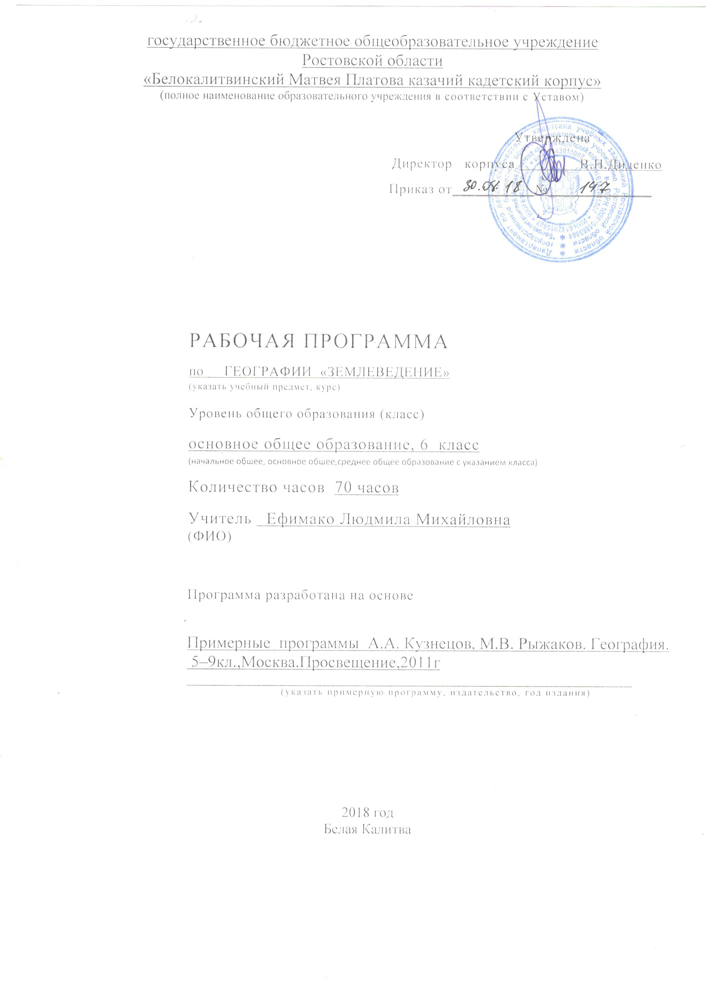 государственное бюджетное общеобразовательное учреждение
Ростовской области
«Белокалитвинский Матвея Платова казачий кадетский корпус»
(полное наименование образовательного учреждения в соответствии с Уставом)
Утверждена
Директор корпуса В.Н.Диденко
Приказ от 30.08.18 № 147
РАБОЧАЯ ПРОГРАММА
по ГЕОГРАФИИ «ЗЕМЛЕВЕДЕНИЕ»
(указать учебный предмет, курс)
Уровень общего образования (класс)
основное общее образование, 6 класс
(начальное обшее, основное обшее,среднее общее образование с указанием класса)
Количество часов 70 часов
Учитель Ефимако Людмила Михайловна
(ФИО)
Программа разработана на основе
Примерные программы А.А. Кузнецов. М.В. Рыжаков. География.
5–9кл.,Москва.Просвещение,2011г
(указать примерную программу, издательство, год издания)
2018 год
Белая Калитва